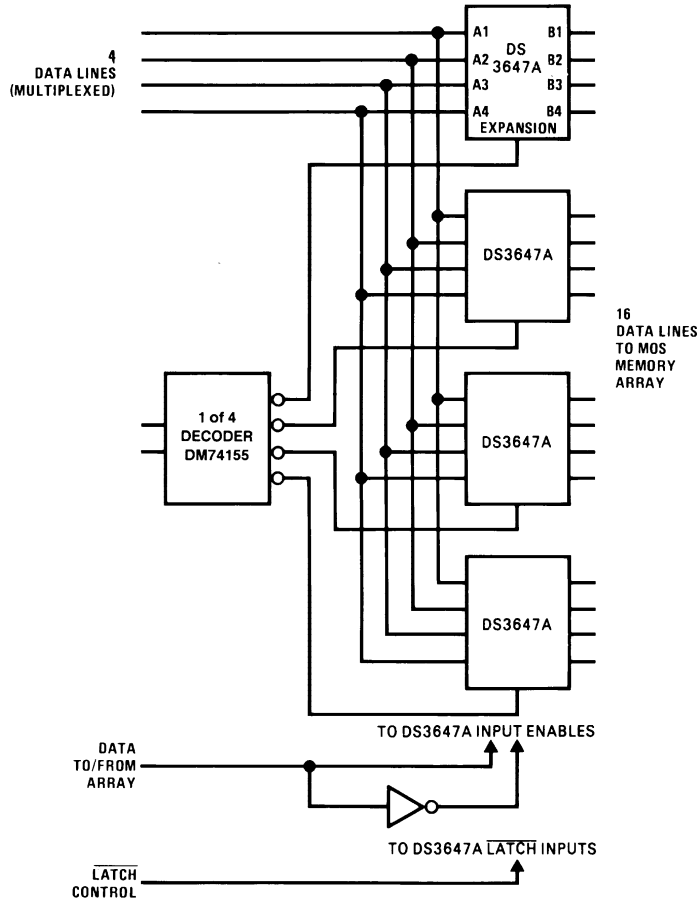 4
DATA LINES
(MULTIPLEXED)
A1 B1
A2 DS B2
3647A
A3 B3
A4 B4
EXPANSION
DS3647A
16
DATA LINES
TO MOS
MEMORY
ARRAY
1 of 4
DECODER
DM74155
DS3647A
DS3647A
TO DS3647A INPUT ENABLES
DATA
TO/FROM
ARRAY
TO DS3647A LATCH INPUTS
LATCH
CONTROL